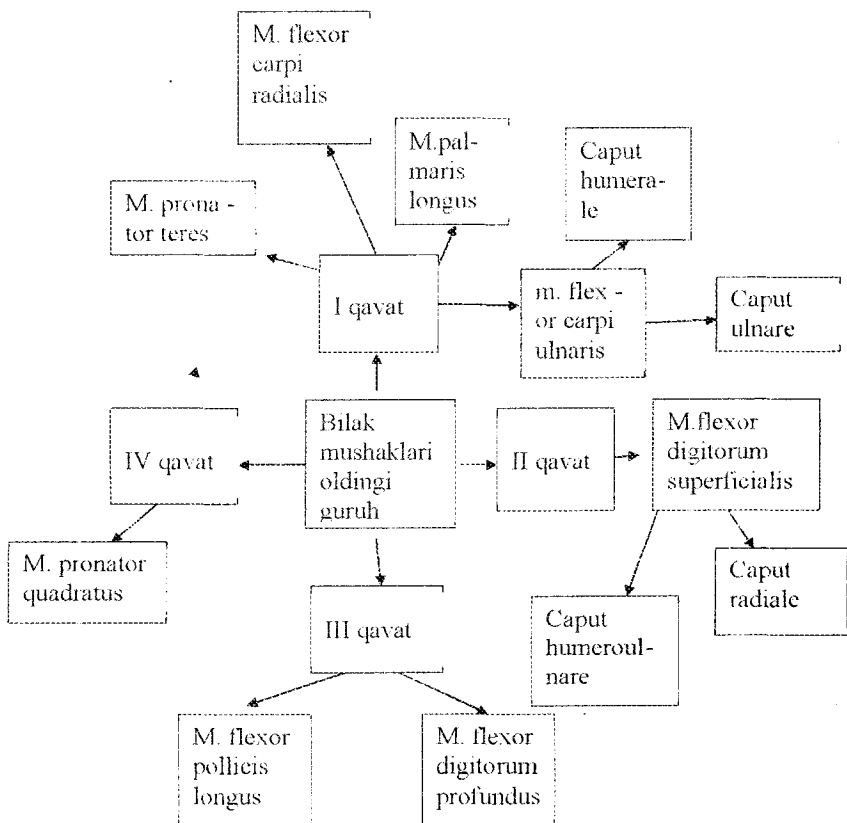 M. flexor
carpi
radialis
M.pal-
maris
longus
Caput
humera-
le
M. prona -
tor teres
I qavat
m. flex -
or carpi
ulnaris
Caput
ulnare
IV qavat
Bilak
mushaklari
oldingi
guruh
II qavat
M.flexor
digitorum
superficialis
M. pronator
quadratus
III qavat
Caput
humeroul-
nare
Caput
radiale
M. flexor
pollicis
longus
M. flexor
digitorum
profundus